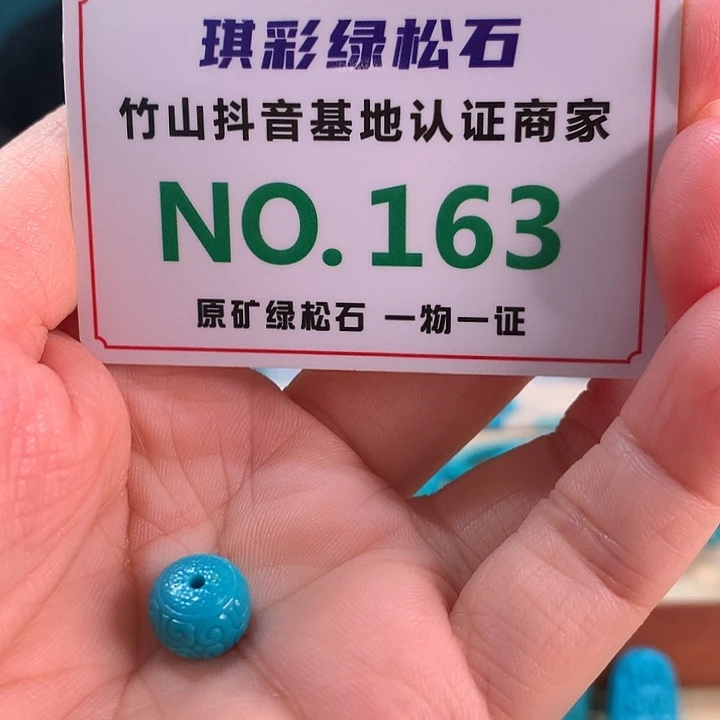 琪彩绿松石
竹山抖音基地认证商家
NO.163
原矿绿松石 一物一证